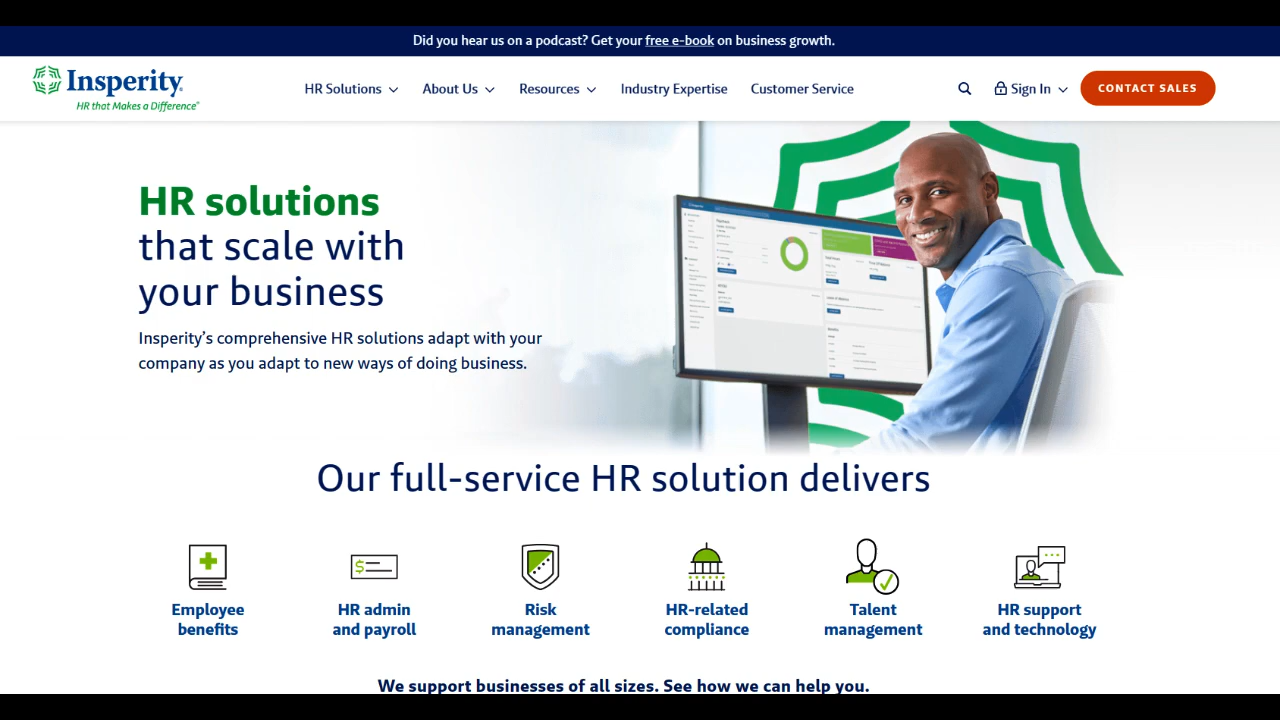 Did you hear us on a podcast? Get your free e-book on business growth.
Insperity
HR that Makes a Difference
HR Solutions
About Us
Resources
Industry Expertise
Customer Service
Sign In
CONTACT SALES
HR solutions
that scale with
your business
Insperity’s comprehensive HR solutions adapt with your
company as you adapt to new ways of doing business.
Our full-service HR solution delivers
Employee
benefits
HR admin
and payroll
Risk
management
HR-related
compliance
Talent
management
HR support
and technology
We support businesses of all sizes. See how we can help you.